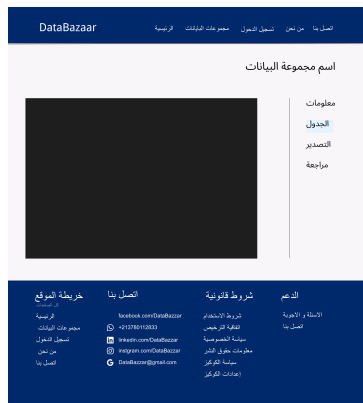 DataBazaar
الرئيسية
مجموعات البيانات
تسجيل الدخول
من نحن
اتصل بنا
اسم مجموعة البيانات
معلومات
الجدول
التصدير
مراجعة
الدعم
الاسئلة و الاجوبة
اتصل بنا
شروط قانونية
شروط الاستخدام
اتفاقية الترخيص
سياسة الخصوصية
معلومات حقوق النشر
سياسة الكوكيز
إعدادات الكوكيز
اتصل بنا
facebook.com/DataBazzar
+213780112833
linkedin.com/DataBazzar
instgram.com/DataBazzar
DataBazzar@gmail.com
خريطة الموقع
الرئيسية
مجموعات البيانات
تسجيل الدخول
من نحن
اتصل بنا